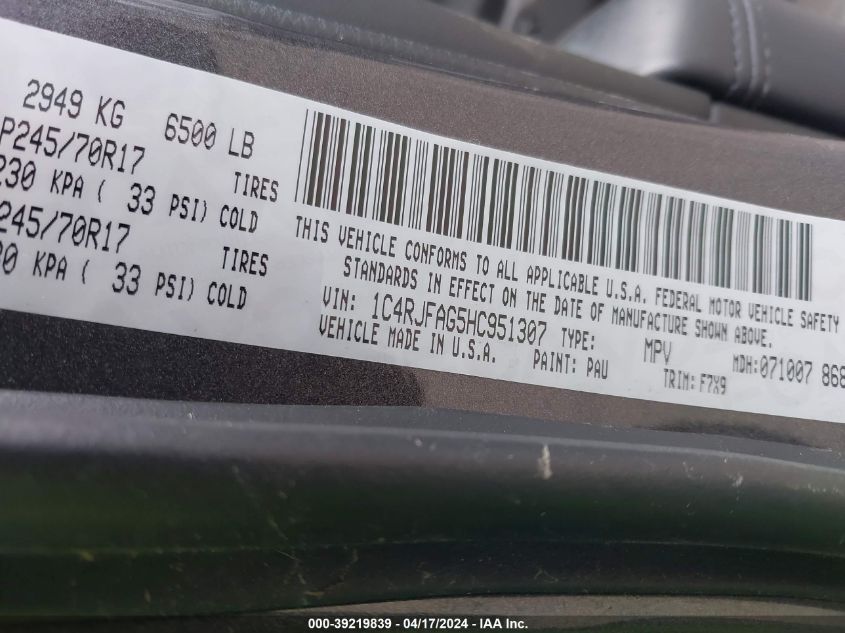 2949 KG 6500 LB
P245/70R17 TIRES
230 KPA ( 33 PSI) COLD
245/70R17 TIRES
30 KPA ( 33 PSI) COLD
THIS VEHICLE CONFORMS TO ALL APPLICABLE U.S.A. FEDERAL MOTOR VEHICLE SAFETY
STANDARDS IN EFFECT ON THE DATE OF MANUFACTURE SHOWN ABOVE.
VIN: 1C4RJFAG5HC951307 TYPE: MPV MDH:071007 868
VEHICLE MADE IN U.S.A. PAINT: PAU TRIM: F7X9
000-39219839 - 04/17/2024 - IAA Inc.